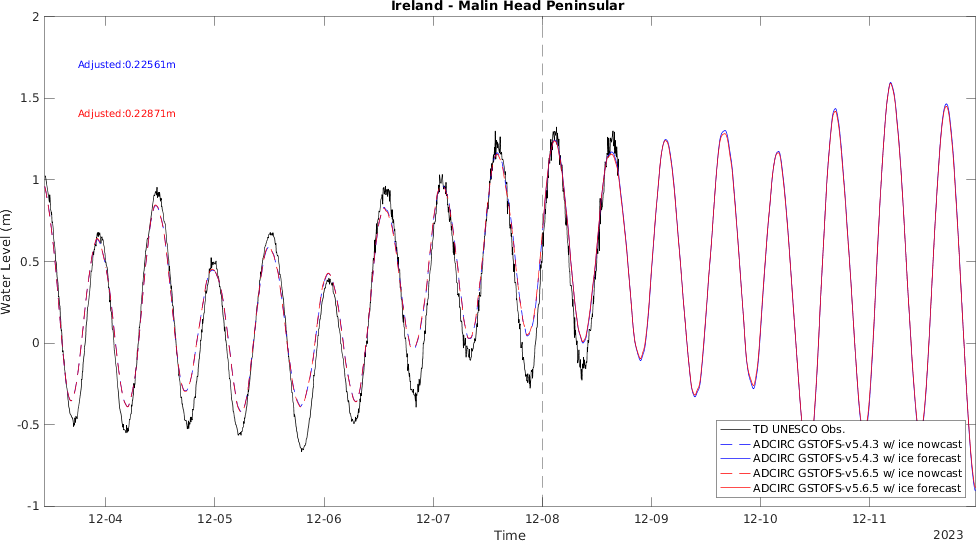 Ireland - Malin Head Peninsular
Adjusted:0.22561m
Adjusted:0.22871m
2
1.5
1
0.5
0
-0.5
-1
Water Level (m)
TD UNESCO Obs.
ADCIRC GSTOFS-v5.4.3 w/ ice nowcast
ADCIRC GSTOFS-v5.4.3 w/ ice forecast
ADCIRC GSTOFS-v5.6.5 w/ ice nowcast
ADCIRC GSTOFS-v5.6.5 w/ ice forecast
12-04 12-05 12-06 12-07 12-08 12-09 12-10 12-11
Time
2023